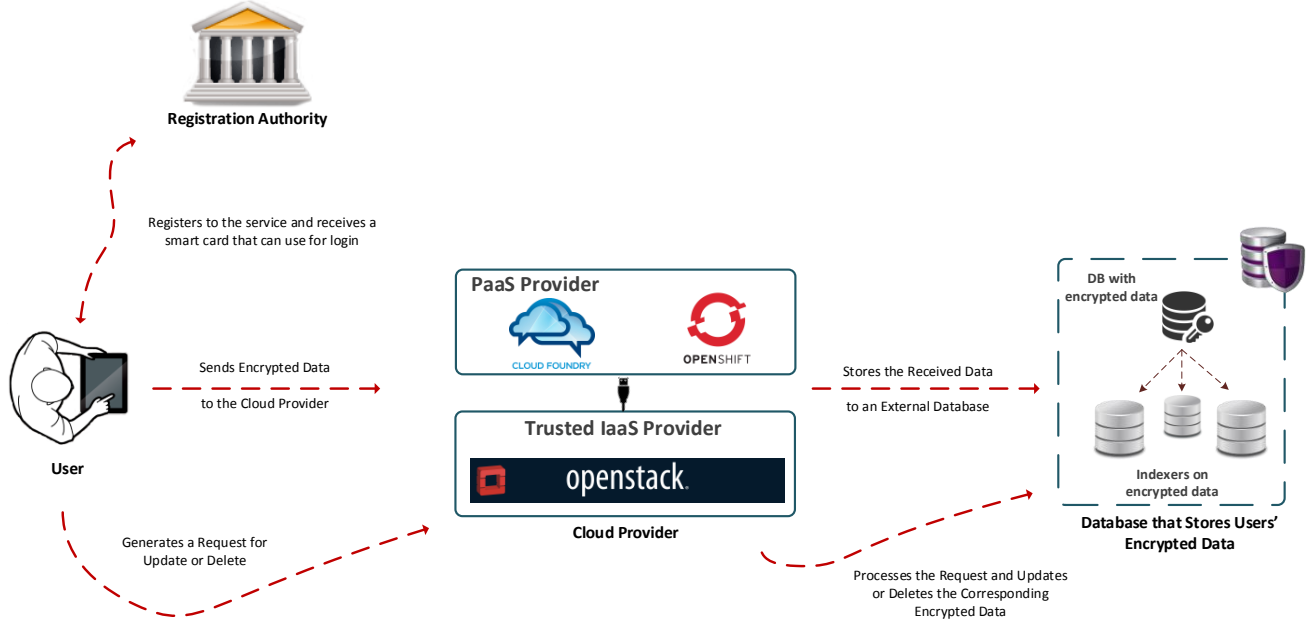 Registration Authority
Registers to the service and receives a
smart card that can use for login
User
Sends Encrypted Data
to the Cloud Provider
Generates a Request for
Update or Delete
PaaS Provider
CLOUD FOUNDRY
OPENSHIFT
Trusted IaaS Provider
openstack.
Cloud Provider
Stores the Received Data
to an External Database
Processes the Request and Updates
or Deletes the Corresponding
Encrypted Data
DB with
encrypted data
Indexers on
encrypted data
Database that Stores Users’
Encrypted Data